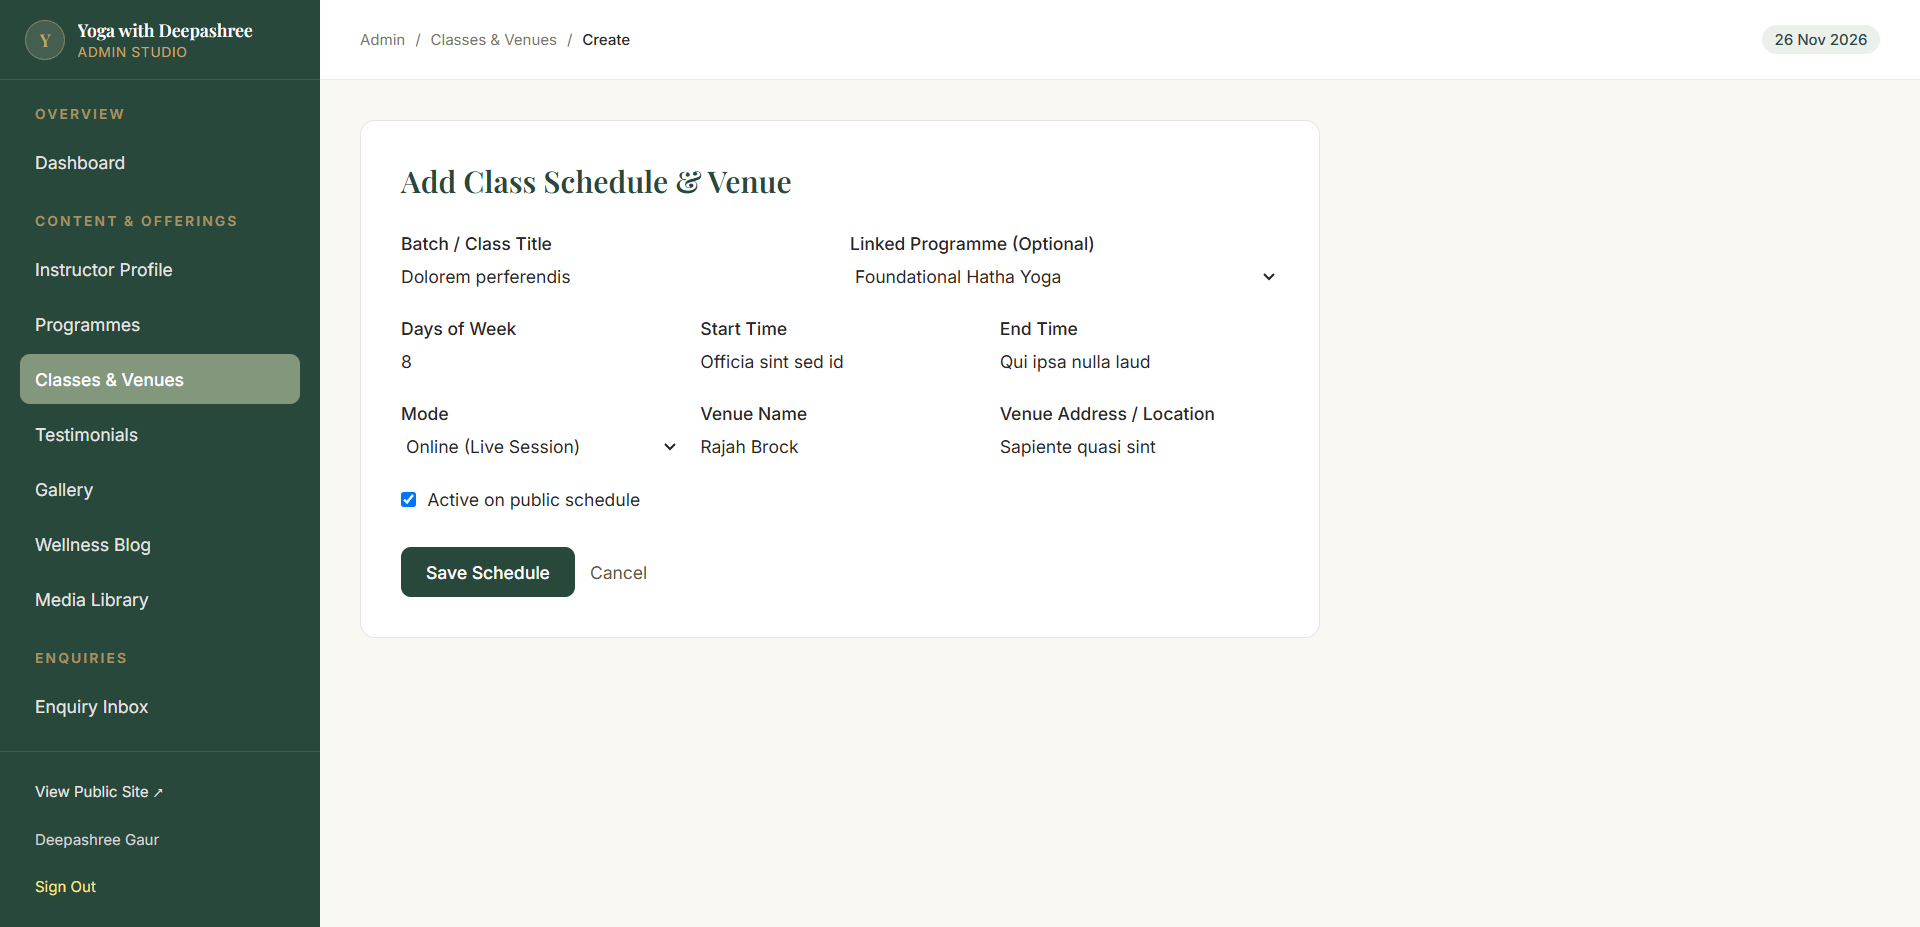 Y
Yoga with Deepashree
ADMIN STUDIO
OVERVIEW
Dashboard
CONTENT & OFFERINGS
Instructor Profile
Programmes
Classes & Venues
Testimonials
Gallery
Wellness Blog
Media Library
ENQUIRIES
Enquiry Inbox
View Public Site ↗
Deepashree Gaur
Sign Out
Admin / Classes & Venues / Create
26 Nov 2026
Add Class Schedule & Venue
Batch / Class Title
Dolorem perferendis
Linked Programme (Optional)
Foundational Hatha Yoga
Days of Week
8
Start Time
Officia sint sed id
End Time
Qui ipsa nulla laud
Mode
Online (Live Session)
Venue Name
Rajah Brock
Venue Address / Location
Sapiente quasi sint
Active on public schedule
Save Schedule
Cancel